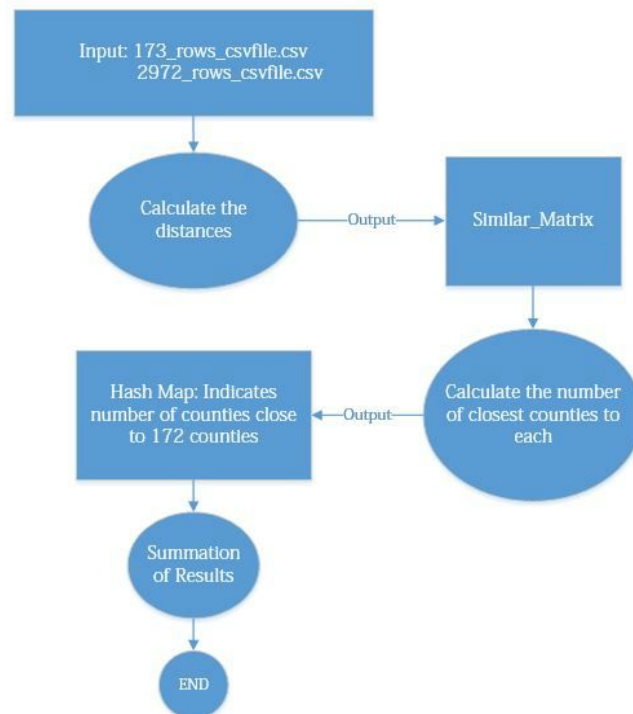 Input: 173_rows_csvfile.csv
2972_rows_csvfile.csv
Calculate the
distances
Output
Similar_Matrix
Calculate the number
of closest counties to
each
Output
Hash Map: Indicates
number of counties close
to 172 counties
Summation
of Results
END